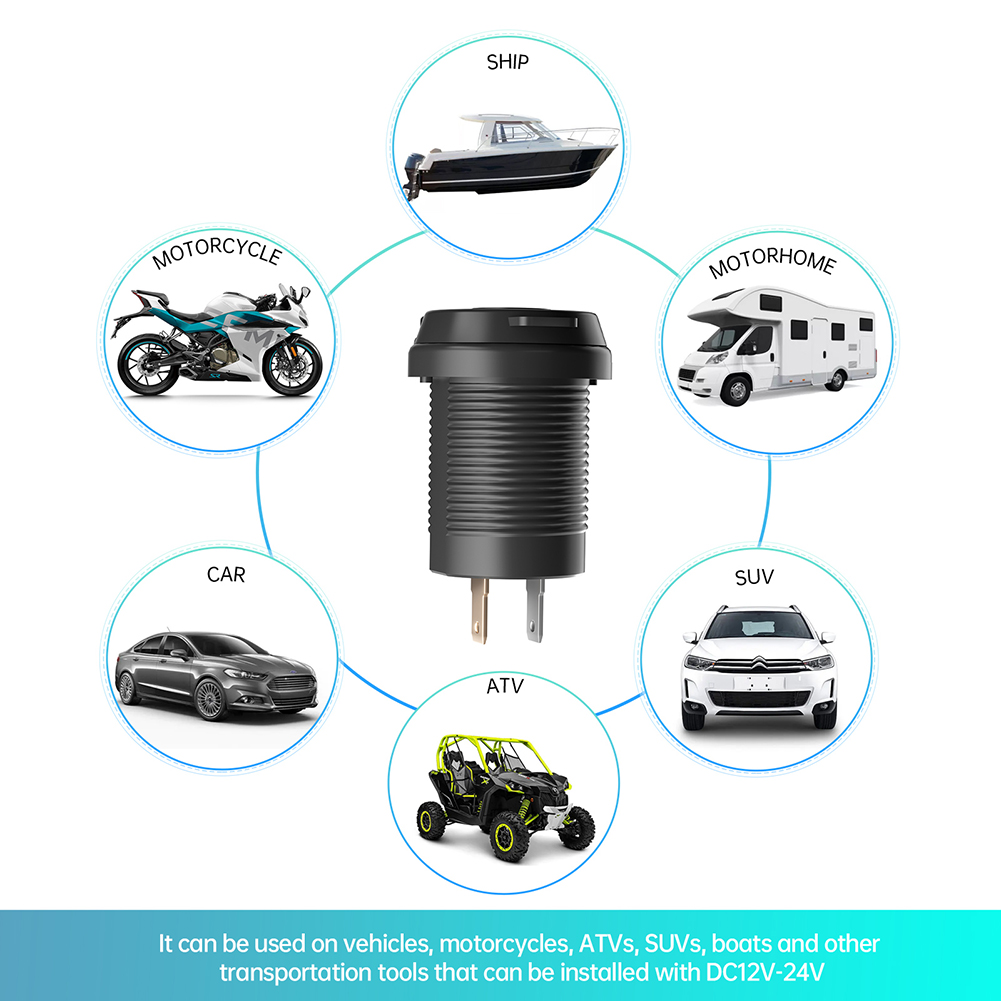 SHIP
MOTORCYCLE
MOTORHOME
CAR
SUV
ATV
It can be used on vehicles, motorcycles, ATVs, SUVs, boats and other
transportation tools that can be installed with DC12V-24V